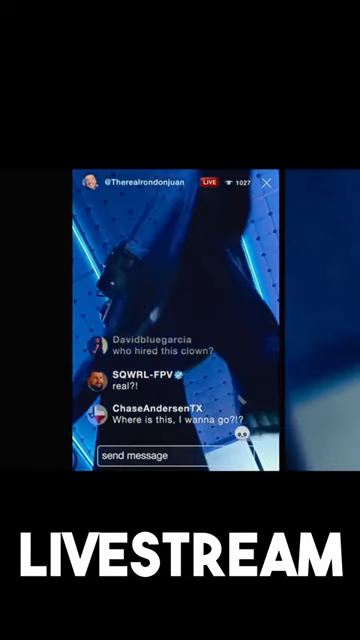 @Therealrondonjuan LIVE 1027
Davidbluegarcia
who hired this clown?
SQWRL-FPV
real?!
ChaseAndersenTX
Where is this, I wanna go?!?
send message
LIVESTREAM